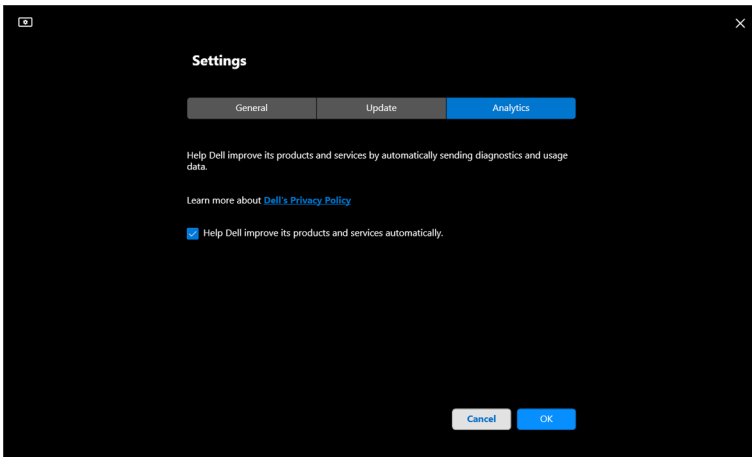 Settings
General
Update
Analytics
Help Dell improve its products and services by automatically sending diagnostics and usage
data.
Learn more about Dell's Privacy Policy
Help Dell improve its products and services automatically.
Cancel
OK